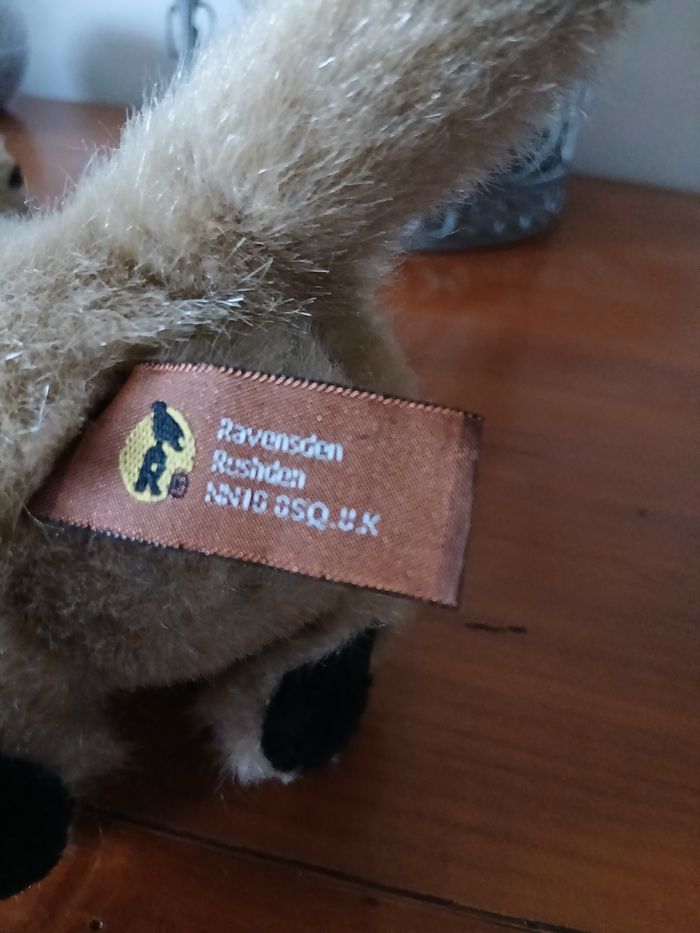 Ravensden
Rushden
NN10 0SQ.U.K
R
®